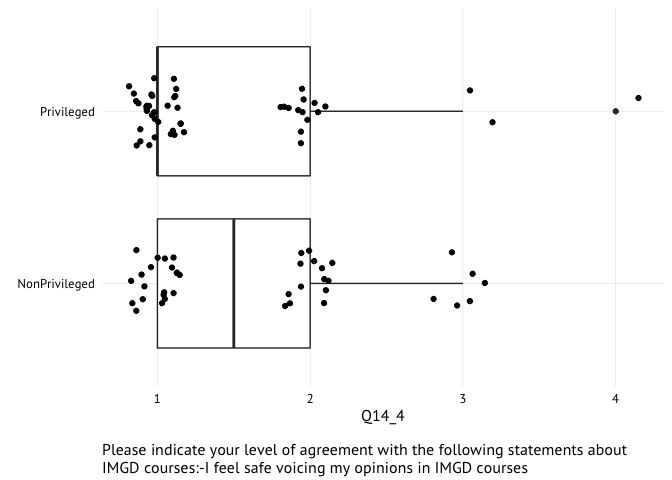 Privileged
NonPrivileged
1 2 3 4
Q14_4
Please indicate your level of agreement with the following statements about
IMGD courses:-I feel safe voicing my opinions in IMGD courses